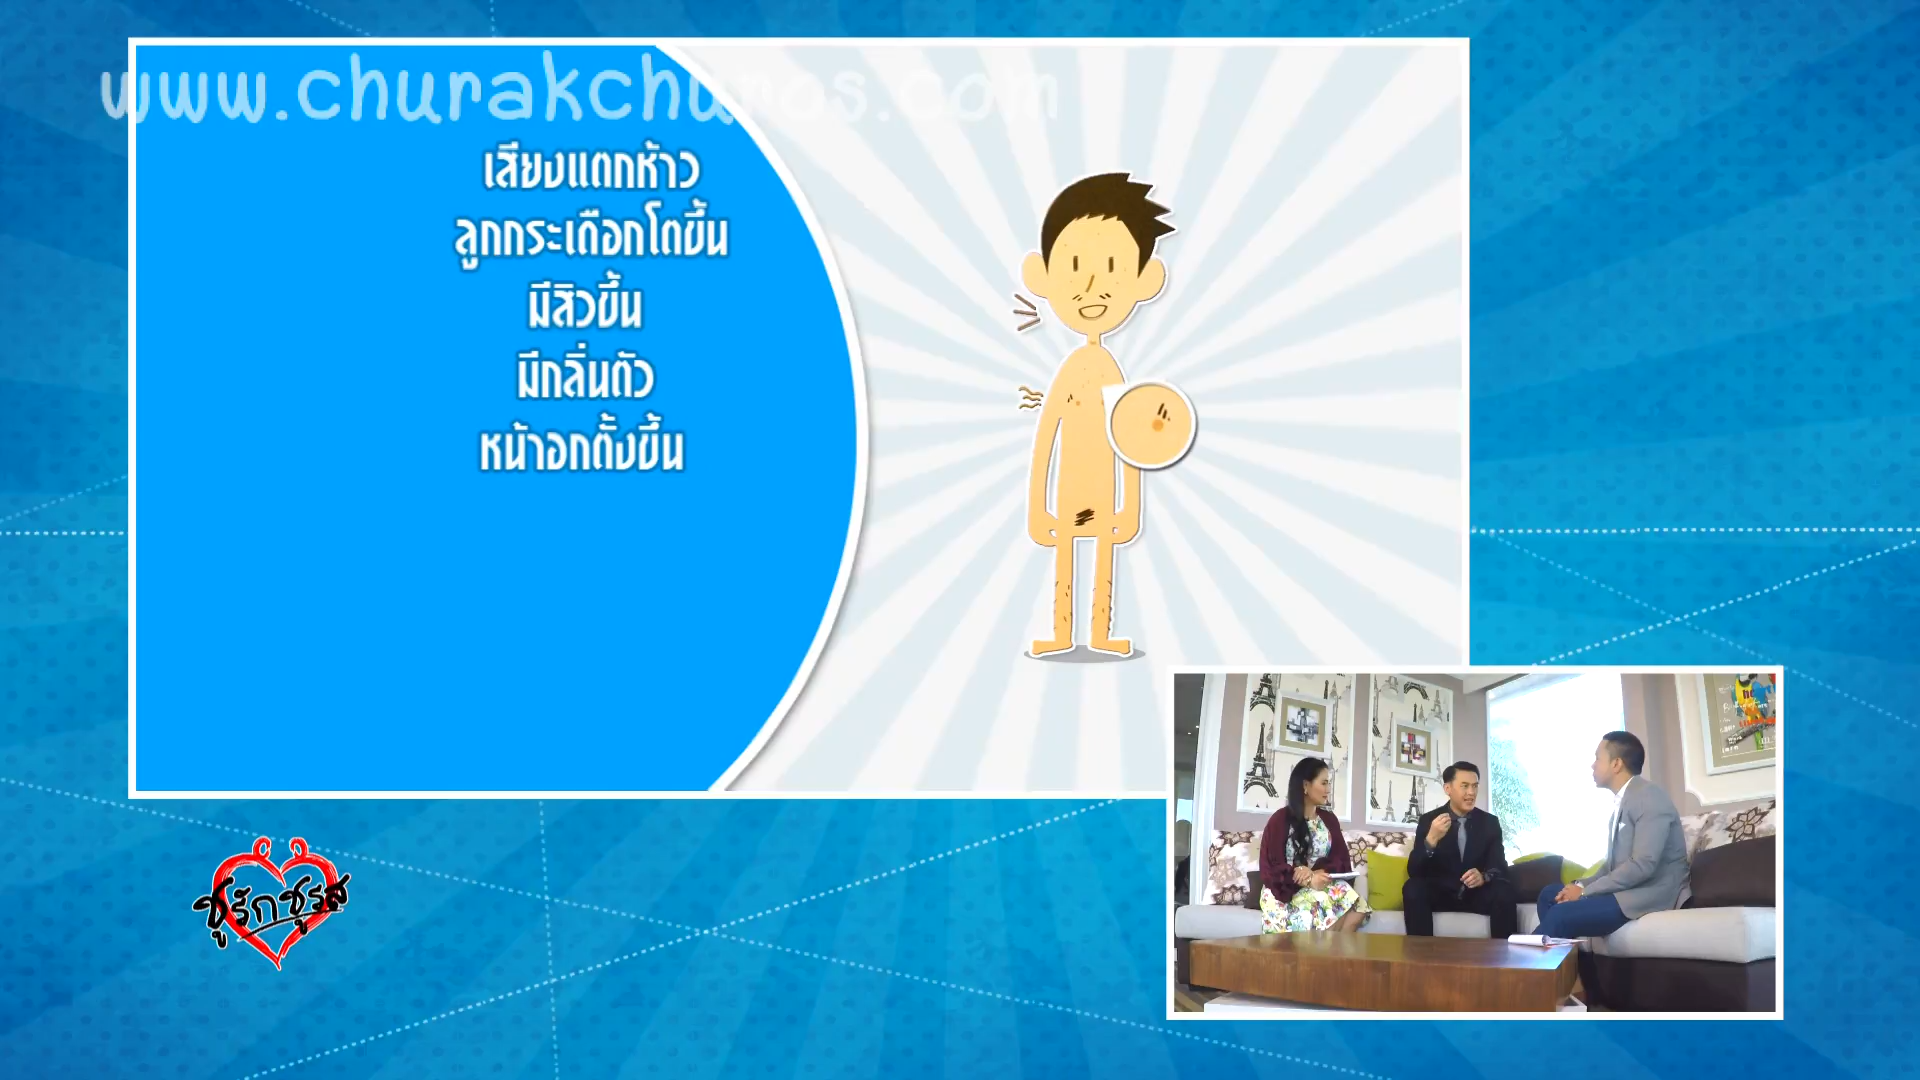 www.churakchuros.com
เสียงแตกห้าว
ลูกกระเดือกโตขึ้น
มีสิวขึ้น
มีกลิ่นตัว
หน้าอกตั้งขึ้น
ชูรักชูรส